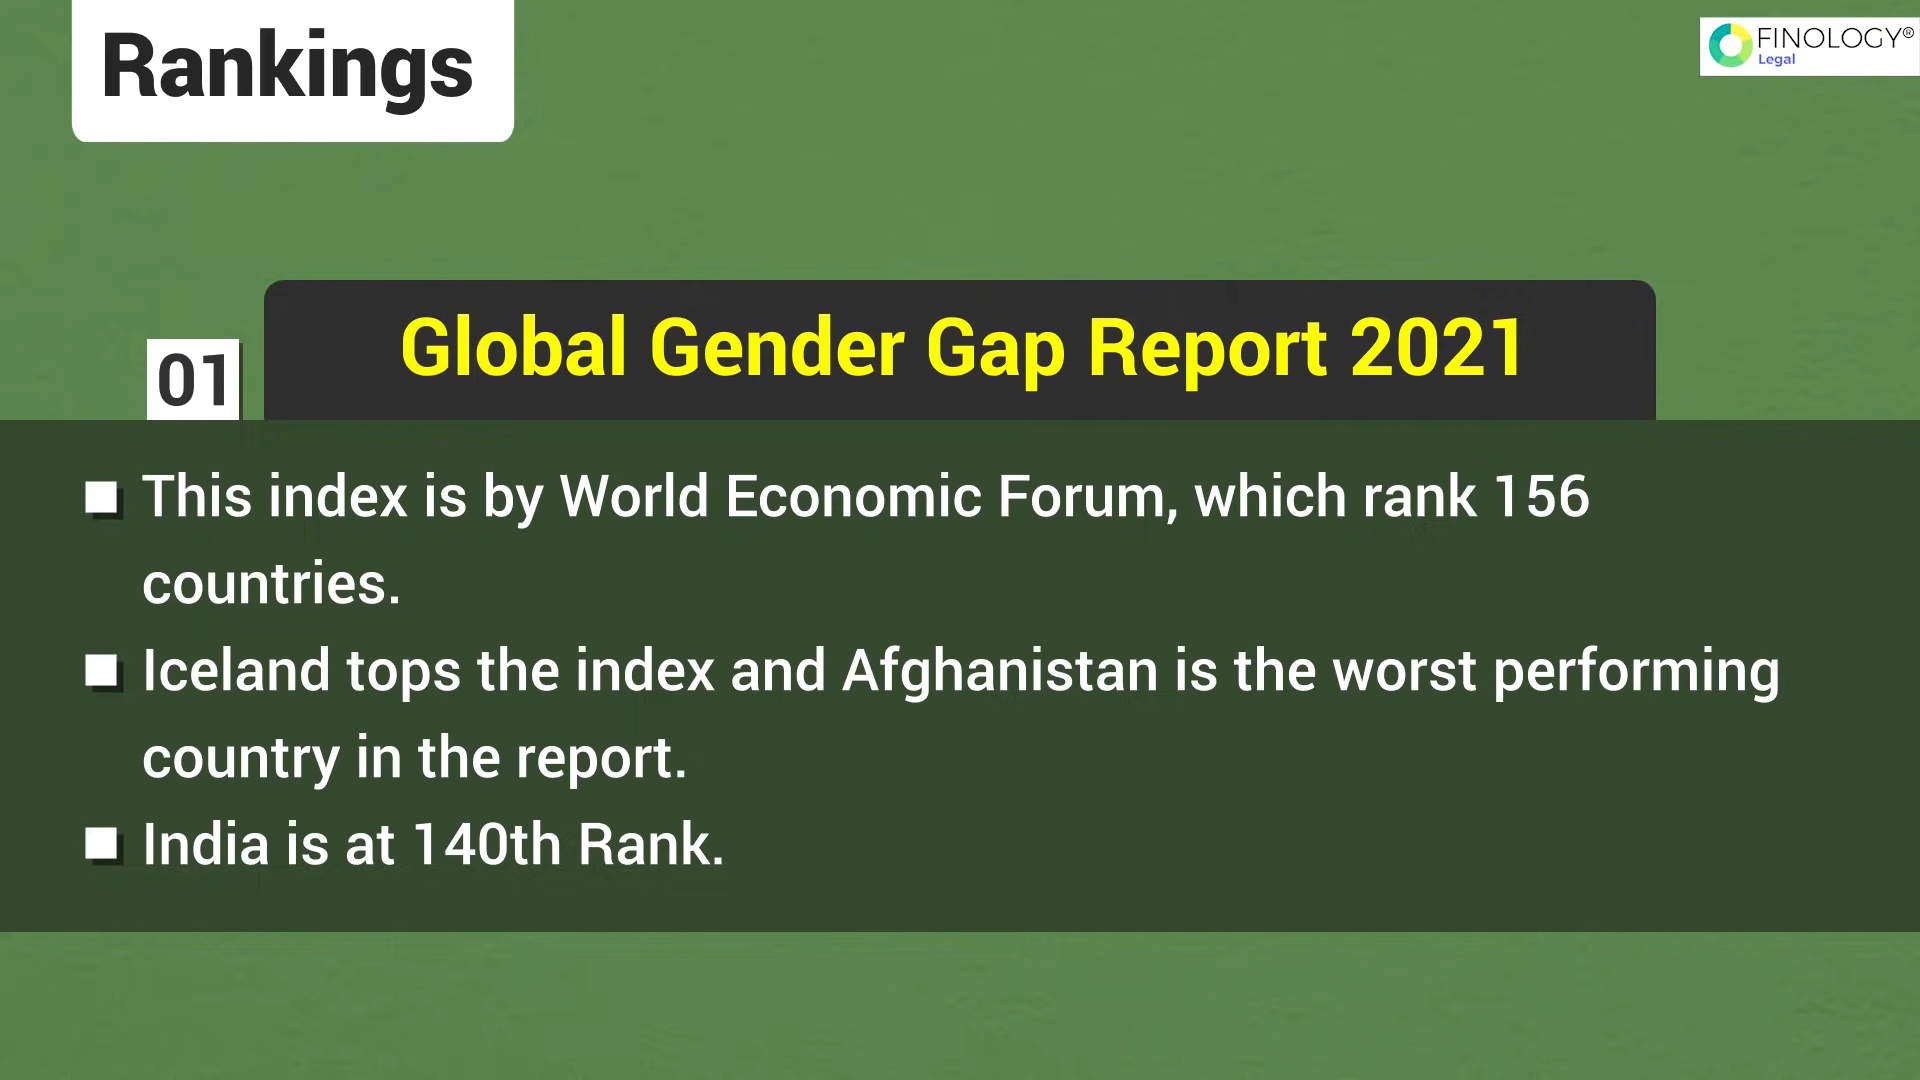 Rankings
FINOLOGY®
Legal
01
Global Gender Gap Report 2021
This index is by World Economic Forum, which rank 156
countries.
Iceland tops the index and Afghanistan is the worst performing
country in the report.
India is at 140th Rank.